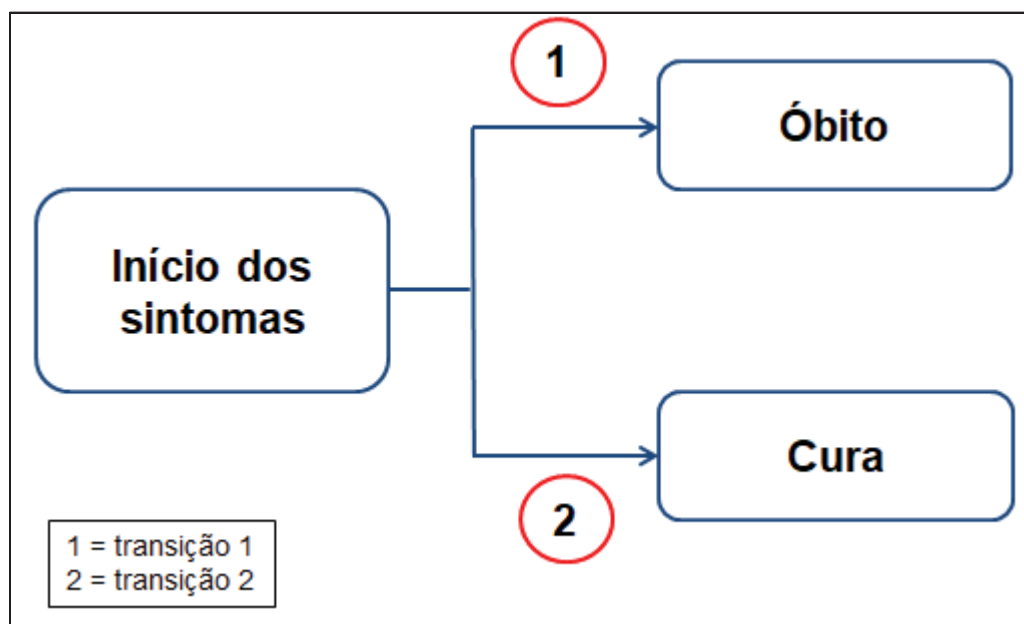 1
Óbito
Início dos
sintomas
Cura
2
1 = transição 1
2 = transição 2